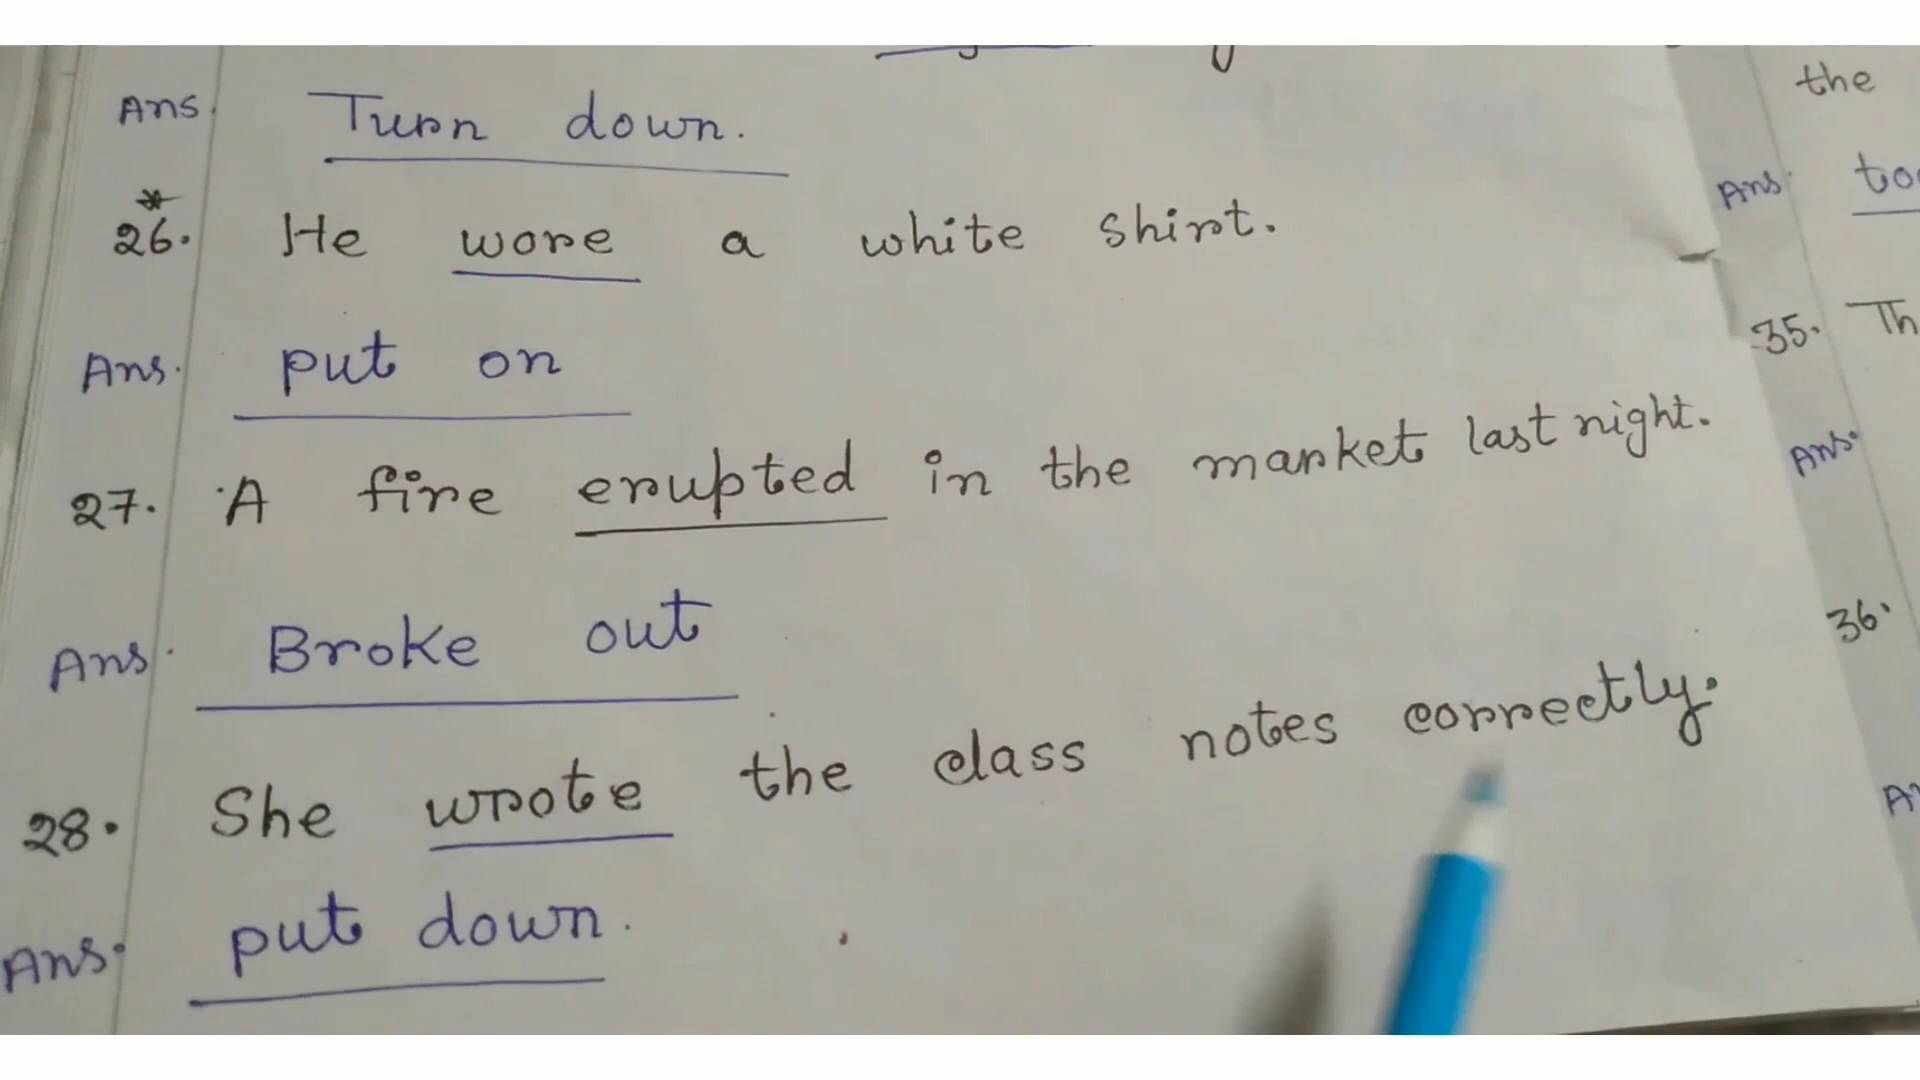 Ans. Turn down.
26. He wore a white shirt.
Ans. put on
27. A fire erupted in the market last night.
Ans. Broke out
28. She wrote the class notes correctly.
Ans. put down.
the
Ans.
35. Th
Ans.
36.